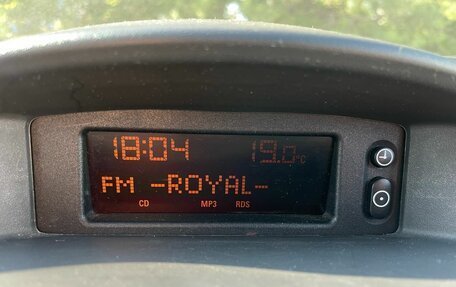 18:04 19.0°C
FM -ROYAL-
CD MP3 RDS